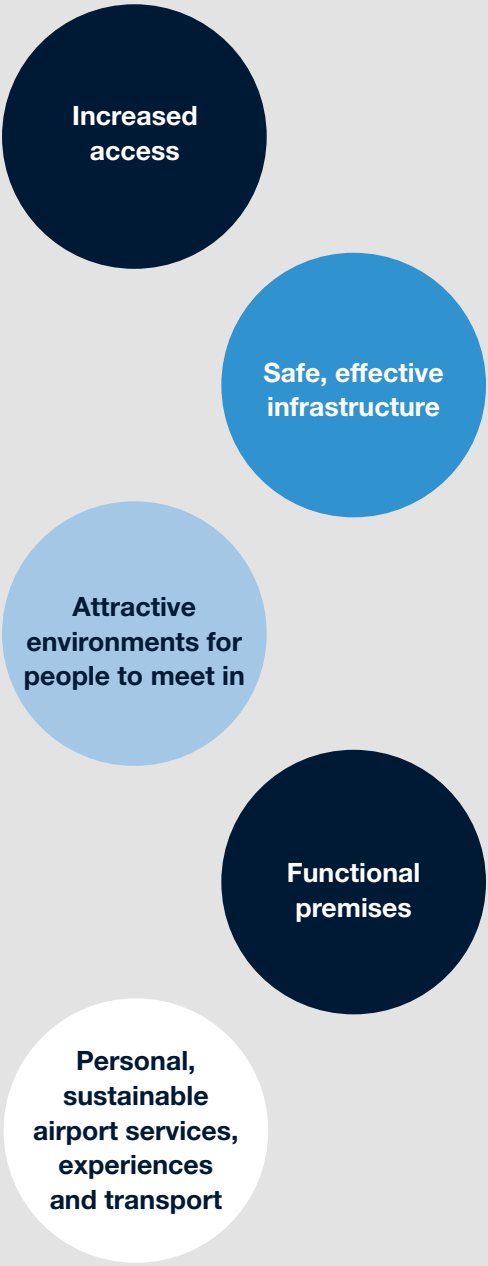 Increased
access
Safe, effective
infrastructure
Attractive
environments for
people to meet in
Functional
premises
Personal,
sustainable
airport services,
experiences
and transport